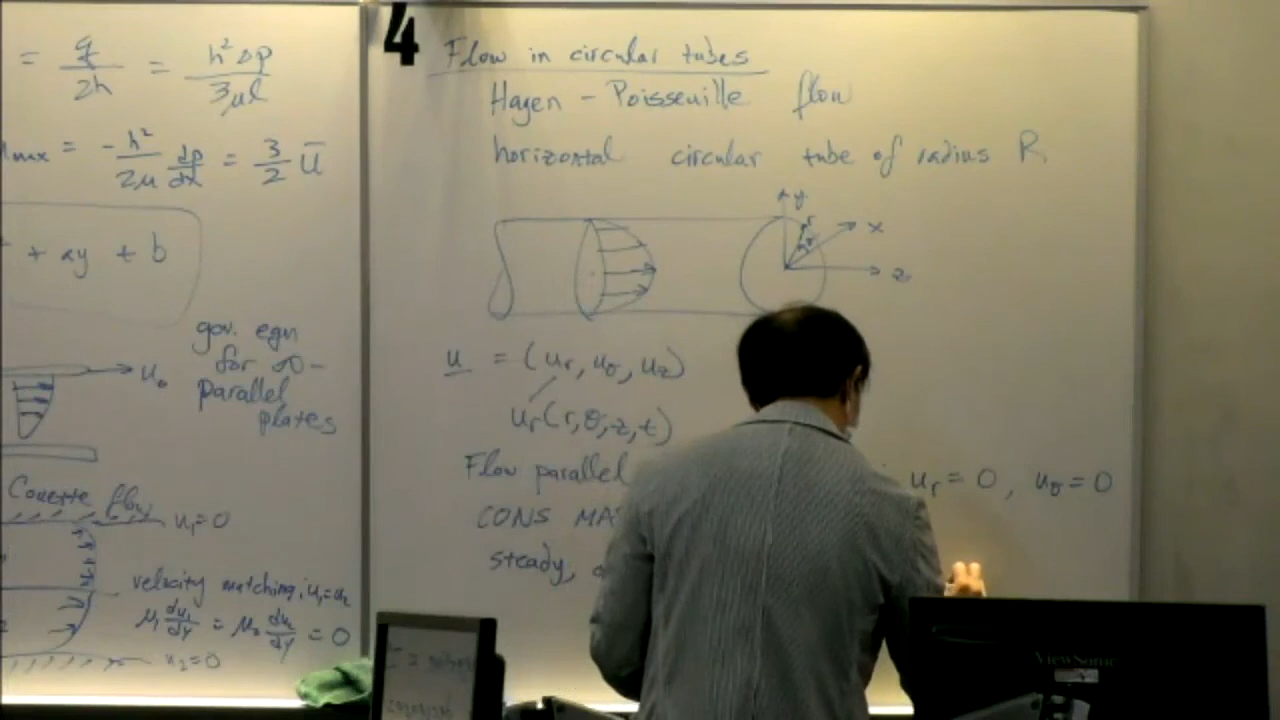 = q/2h = h² Δp/3μl
max = - h²/2μ dp/dx = 3/2 U̅
+ ay + b
gov. eqn
for ∞-
parallel
plates
u₀
Couette flow
u₁=0
velocity matching; u₁=u₂
μ₁ du₁/dy = μ₂ du₂/dy = 0
u₂=0
4
Flow in circular tubes
Hagen - Poisseuille flow
horizontal circular tube of radius R
y
r
θ
x
z
u = (ur, uθ, uz)
ur(r,θ,z,t)
Flow parallel ur = 0, uθ = 0
CONS
steady,
ViewSonic